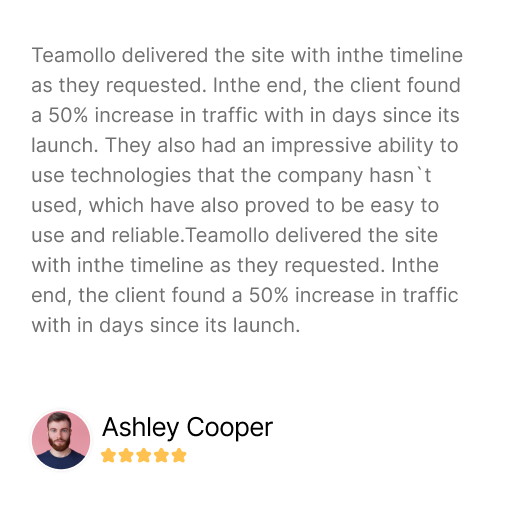 Teamollo delivered the site with inthe timeline
as they requested. Inthe end, the client found
a 50% increase in traffic with in days since its
launch. They also had an impressive ability to
use technologies that the company hasn`t
used, which have also proved to be easy to
use and reliable.Teamollo delivered the site
with inthe timeline as they requested. Inthe
end, the client found a 50% increase in traffic
with in days since its launch.
Ashley Cooper